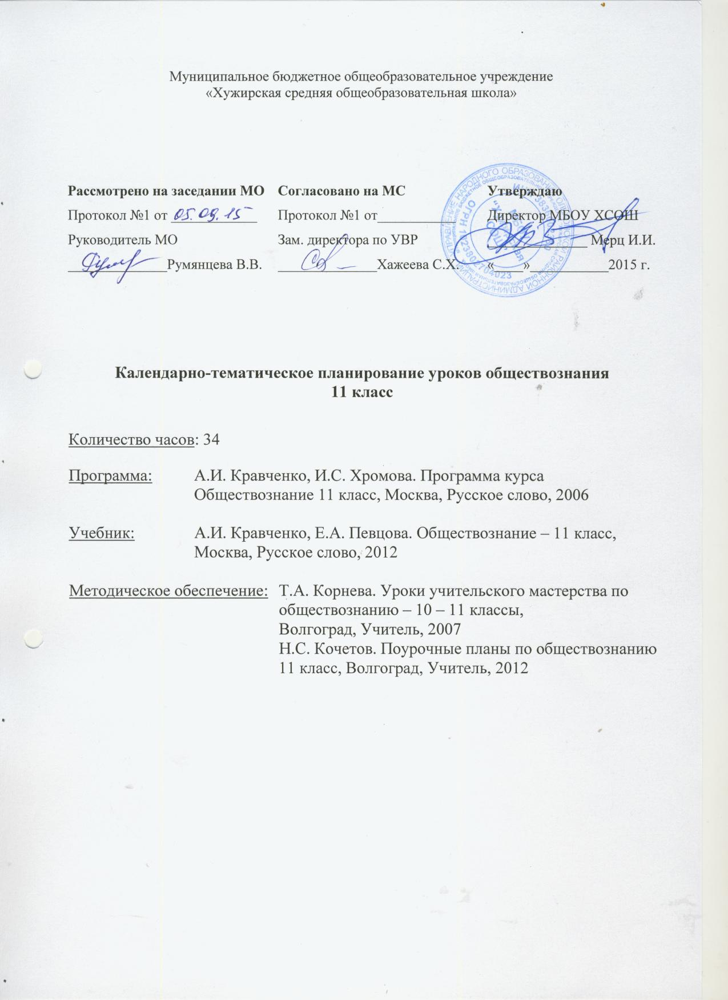 Муниципальное бюджетное общеобразовательное учреждение
«Хужирская средняя общеобразовательная школа»
Рассмотрено на заседании МО
Протокол №1 от 05.09.15
Руководитель МО
____________Румянцева В.В.
Согласовано на МС
Протокол №1 от____________
Зам. директора по УВР
____________Хажеева С.Х.
Утверждаю
Директор МБОУ ХСОШ
____________ Мерц И.И.
«____»___________2015 г.
Календарно-тематическое планирование уроков обществознания
11 класс
Количество часов: 34
Программа: А.И. Кравченко, И.С. Хромова. Программа курса
Обществознание 11 класс, Москва, Русское слово, 2006
Учебник: А.И. Кравченко, Е.А. Певцова. Обществознание – 11 класс,
Москва, Русское слово, 2012
Методическое обеспечение: Т.А. Корнева. Уроки учительского мастерства по
обществознанию – 10 – 11 классы,
Волгоград, Учитель, 2007
Н.С. Кочетов. Поурочные планы по обществознанию
11 класс, Волгоград, Учитель, 2012